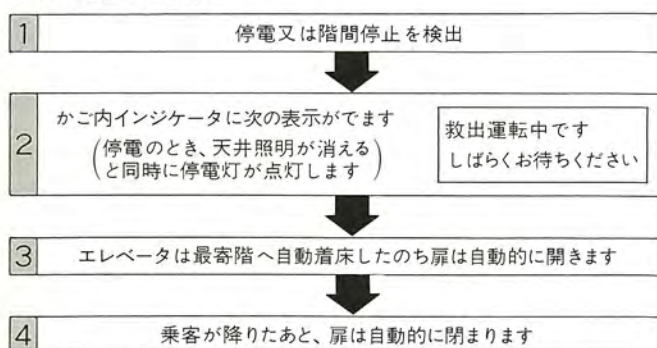 1 停電又は階間停止を検出
2 かご内インジケータに次の表示がでます
(停電のとき、天井照明が消える
と同時に停電灯が点灯します)
救出運転中です
しばらくお待ちください
3 エレベータは最寄階へ自動着床したのち扉は自動的に開きます
4 乗客が降りたあと、扉は自動的に閉まります